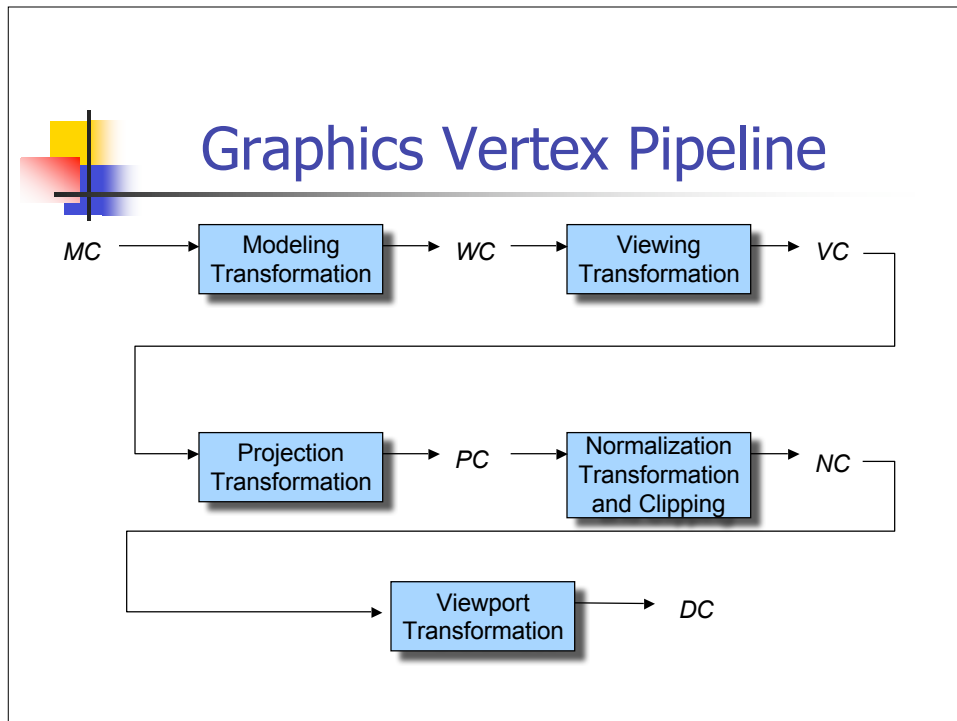 Graphics Vertex Pipeline
MC
Modeling
Transformation
WC
Viewing
Transformation
VC
Projection
Transformation
PC
Normalization
Transformation
and Clipping
NC
Viewport
Transformation
DC